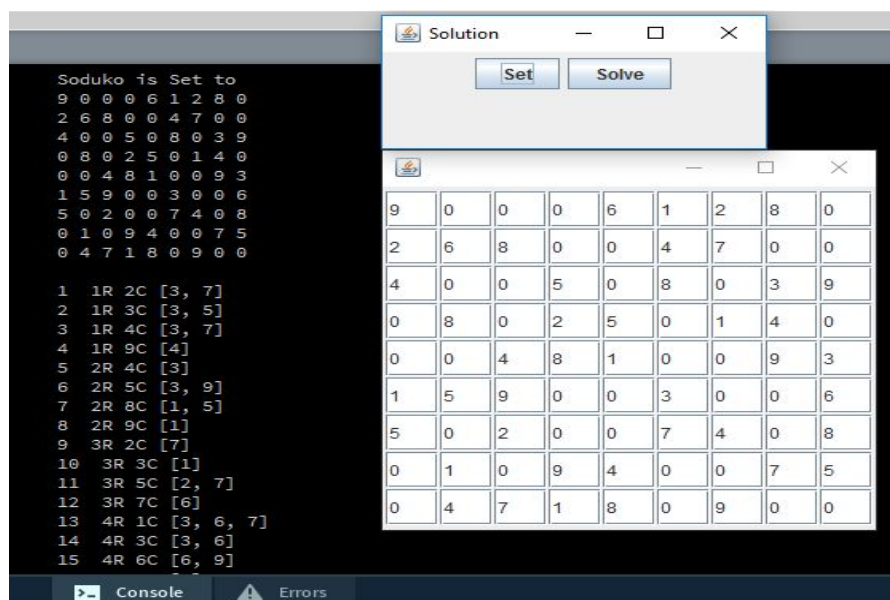 Solution
Set Solve
Soduko is Set to
9 0 0 0 6 1 2 8 0
2 6 8 0 0 4 7 0 0
4 0 0 5 0 8 0 3 9
0 8 0 2 5 0 1 4 0
0 0 4 8 1 0 0 9 3
1 5 9 0 0 3 0 0 6
5 0 2 0 0 7 4 0 8
0 1 0 9 4 0 0 7 5
0 4 7 1 8 0 9 0 0
1 1R 2C [3, 7]
2 1R 3C [3, 5]
3 1R 4C [3, 7]
4 1R 9C [4]
5 2R 4C [3]
6 2R 5C [3, 9]
7 2R 8C [1, 5]
8 2R 9C [1]
9 3R 2C [7]
10 3R 3C [1]
11 3R 5C [2, 7]
12 3R 7C [6]
13 4R 1C [3, 6, 7]
14 4R 3C [3, 6]
15 4R 6C [6, 9]
9 0 0 0 6 1 2 8 0
2 6 8 0 0 4 7 0 0
4 0 0 5 0 8 0 3 9
0 8 0 2 5 0 1 4 0
0 0 4 8 1 0 0 9 3
1 5 9 0 0 3 0 0 6
5 0 2 0 0 7 4 0 8
0 1 0 9 4 0 0 7 5
0 4 7 1 8 0 9 0 0
Console Errors